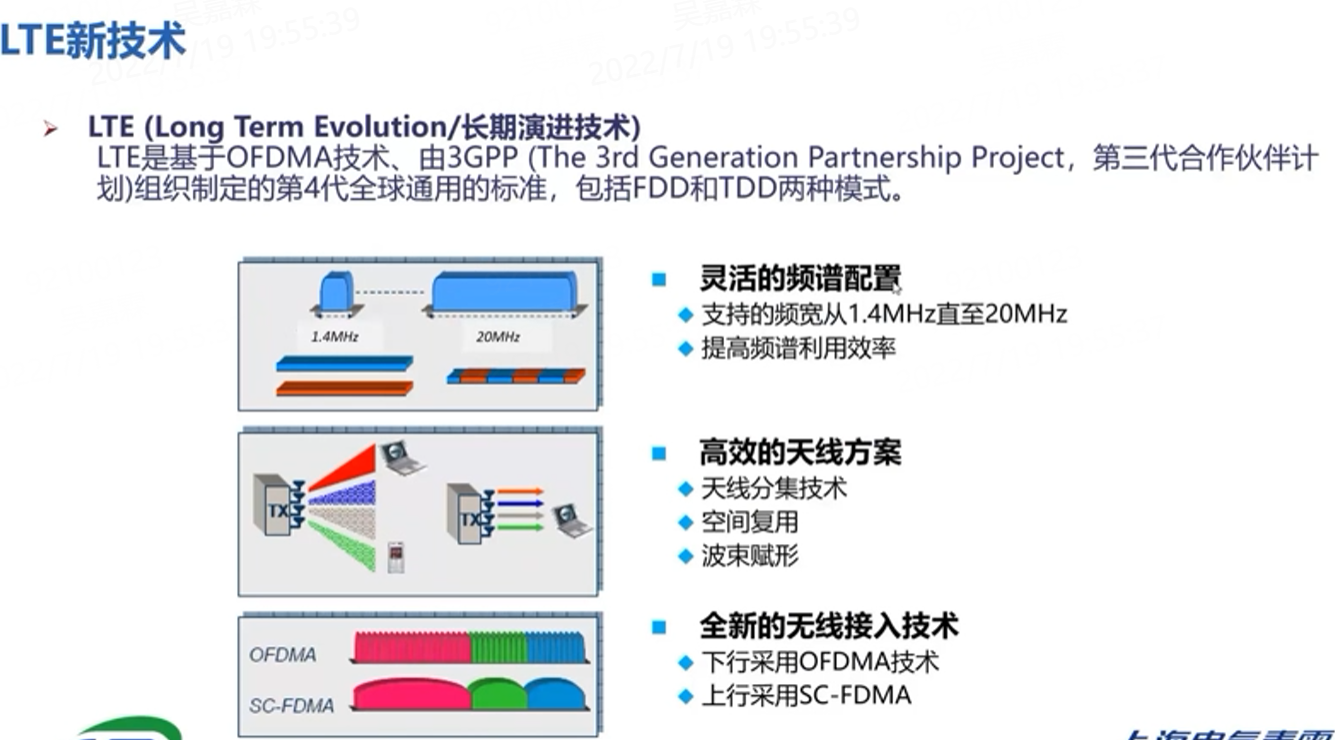 吴嘉霖
2022/7/19 19:55:39
吴嘉霖
2022/7/19 19:55:39
LTE新技术
LTE (Long Term Evolution/长期演进技术)
LTE是基于OFDMA技术、由3GPP (The 3rd Generation Partnership Project，第三代合作伙伴计
划)组织制定的第4代全球通用的标准，包括FDD和TDD两种模式。
1.4MHz
20MHz
灵活的频谱配置
支持的频宽从1.4MHz直至20MHz
提高频谱利用效率
TX
TX
高效的天线方案
天线分集技术
空间复用
波束赋形
OFDMA
SC-FDMA
全新的无线接入技术
下行采用OFDMA技术
上行采用SC-FDMA